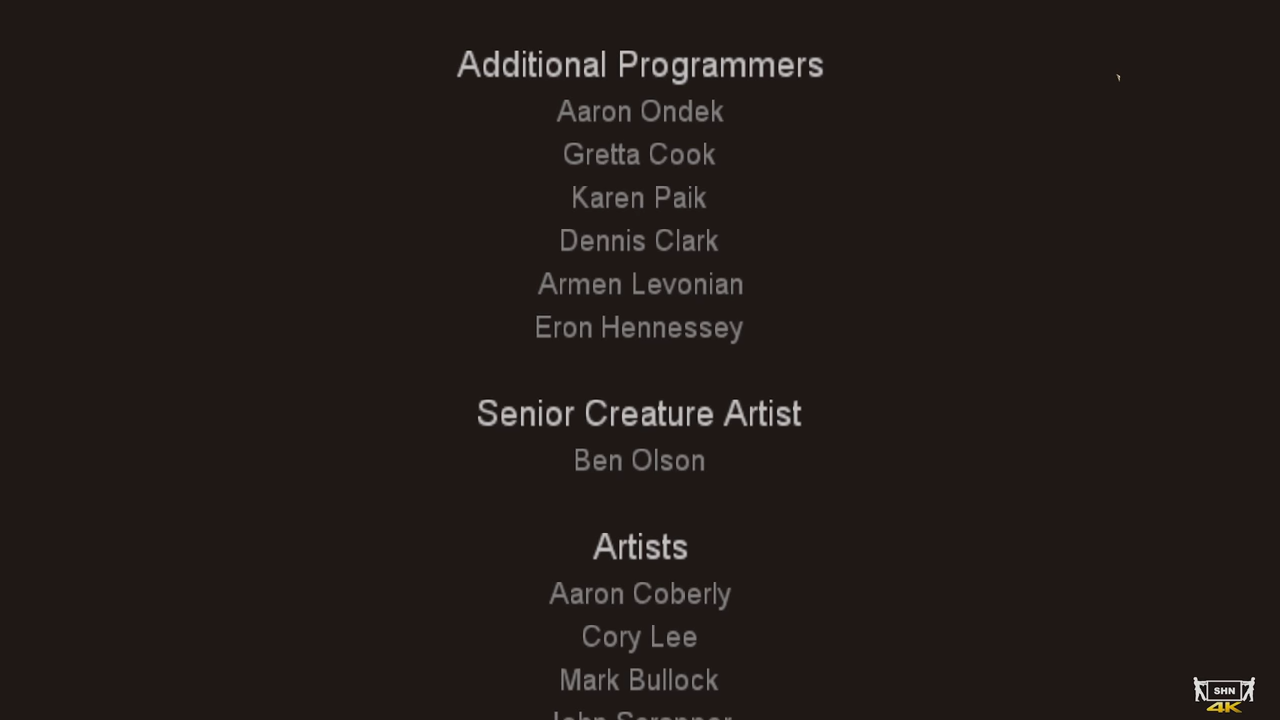 Additional Programmers
Aaron Ondek
Gretta Cook
Karen Paik
Dennis Clark
Armen Levonian
Eron Hennessey
Senior Creature Artist
Ben Olson
Artists
Aaron Coberly
Cory Lee
Mark Bullock
SHN
4K